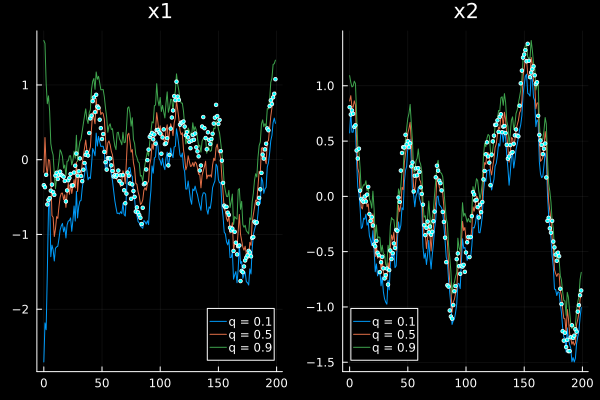 x1
1
0
−1
−2
0 50 100 150 200
q = 0.1
q = 0.5
q = 0.9
x2
1.0
0.5
0.0
−0.5
−1.0
−1.5
0 50 100 150 200
q = 0.1
q = 0.5
q = 0.9